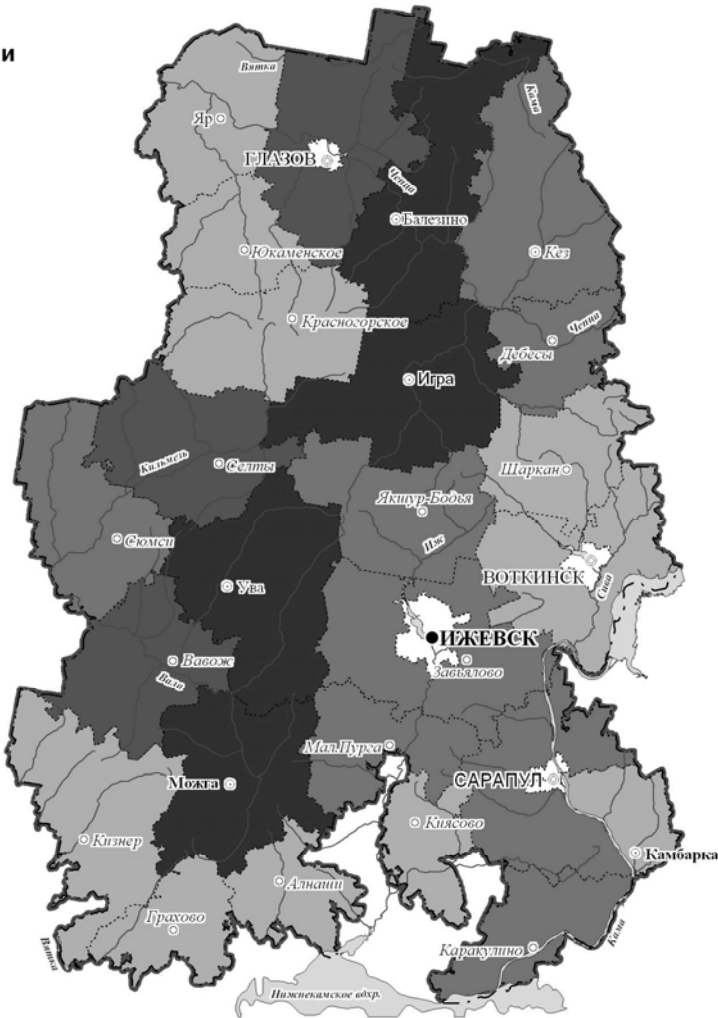 и
Вятка
Кама
Яр
ГЛАЗОВ
Чепца
Балезино
Юкаменское
Кез
Красногорское
Чепца
Дебесы
Игра
Кильмезь
Селты
Шаркан
Якшур-Бодья
Сюмси
Иж
Ува
ВОТКИНСК
Сива
ИЖЕВСК
Завьялово
Вавож
Вала
Мал.Пурга
Можга
САРАПУЛ
Киясово
Кизнер
Камбарка
Алнаши
Грахово
Вятка
Каракулино
Кама
Нижнекамское вдхр.